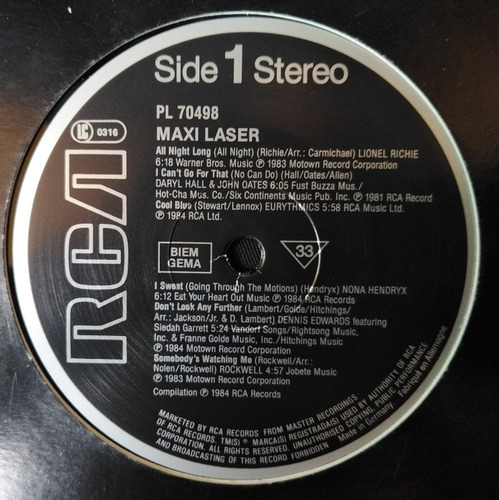 Side 1 Stereo
PL 70498
MAXI LASER
LC 0316
All Night Long (All Night) (Richie/Arr.: Carmichael) LIONEL RICHIE
6:18 Warner Bros. Music ℗ 1983 Motown Record Corporation
I Can't Go For That (No Can Do) (Hall/Oates/Allen)
DARYL HALL & JOHN OATES 6:05 Fust Buzza Mus./
Hot-Cha Mus. Co/Six Continents Music Pub. Inc. ℗ 1981 RCA Record
Cool Blue (Stewart/Lennox) EURYTHMICS 5:58 RCA Music Ltd.
℗ 1984 RCA Ltd.
RCA
BIEM
GEMA
33
I Sweat (Going Through The Motions) (Hendryx) NONA HENDRYX
6:12 Eat Your Heart Out Music ℗ 1984 RCA Records
Don't Look Any Further (Lambert/Golde/Hitchings/
Arr.: Jackson/Jr. & D. Lambert) DENNIS EDWARDS featuring
Siedah Garrett 5:24 Vandorf Songs/Rightsong Music,
Inc. & Franne Golde Music Inc./Hitchings Music
℗ 1984 Motown Record Corporation
Somebody's Watching Me (Rockwell/Arr.:
Nolen/Rockwell) ROCKWELL 4:57 Jobete Music
℗ 1983 Motown Record Corporation
Compilation ℗ 1984 RCA Records
MARKETED BY RCA RECORDS FROM MASTER RECORDINGS
OF RCA RECORDS. TM(S) ® MARCA(S) REGISTRADA(S) USED BY AUTHORITY OF RCA
CORPORATION. ALL RIGHTS RESERVED. UNAUTHORISED COPYING, PUBLIC PERFORMANCE
AND BROADCASTING OF THIS RECORD FORBIDDEN
Made in Germany
Fabriqué en Allemagne